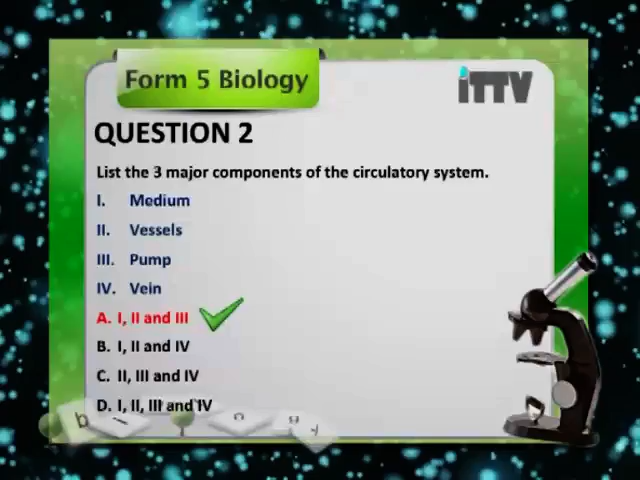 Form 5 Biology
iTTV
QUESTION 2
List the 3 major components of the circulatory system.
I. Medium
II. Vessels
III. Pump
IV. Vein
A. I, II and III
B. I, II and IV
C. II, III and IV
D. I, II, III and IV